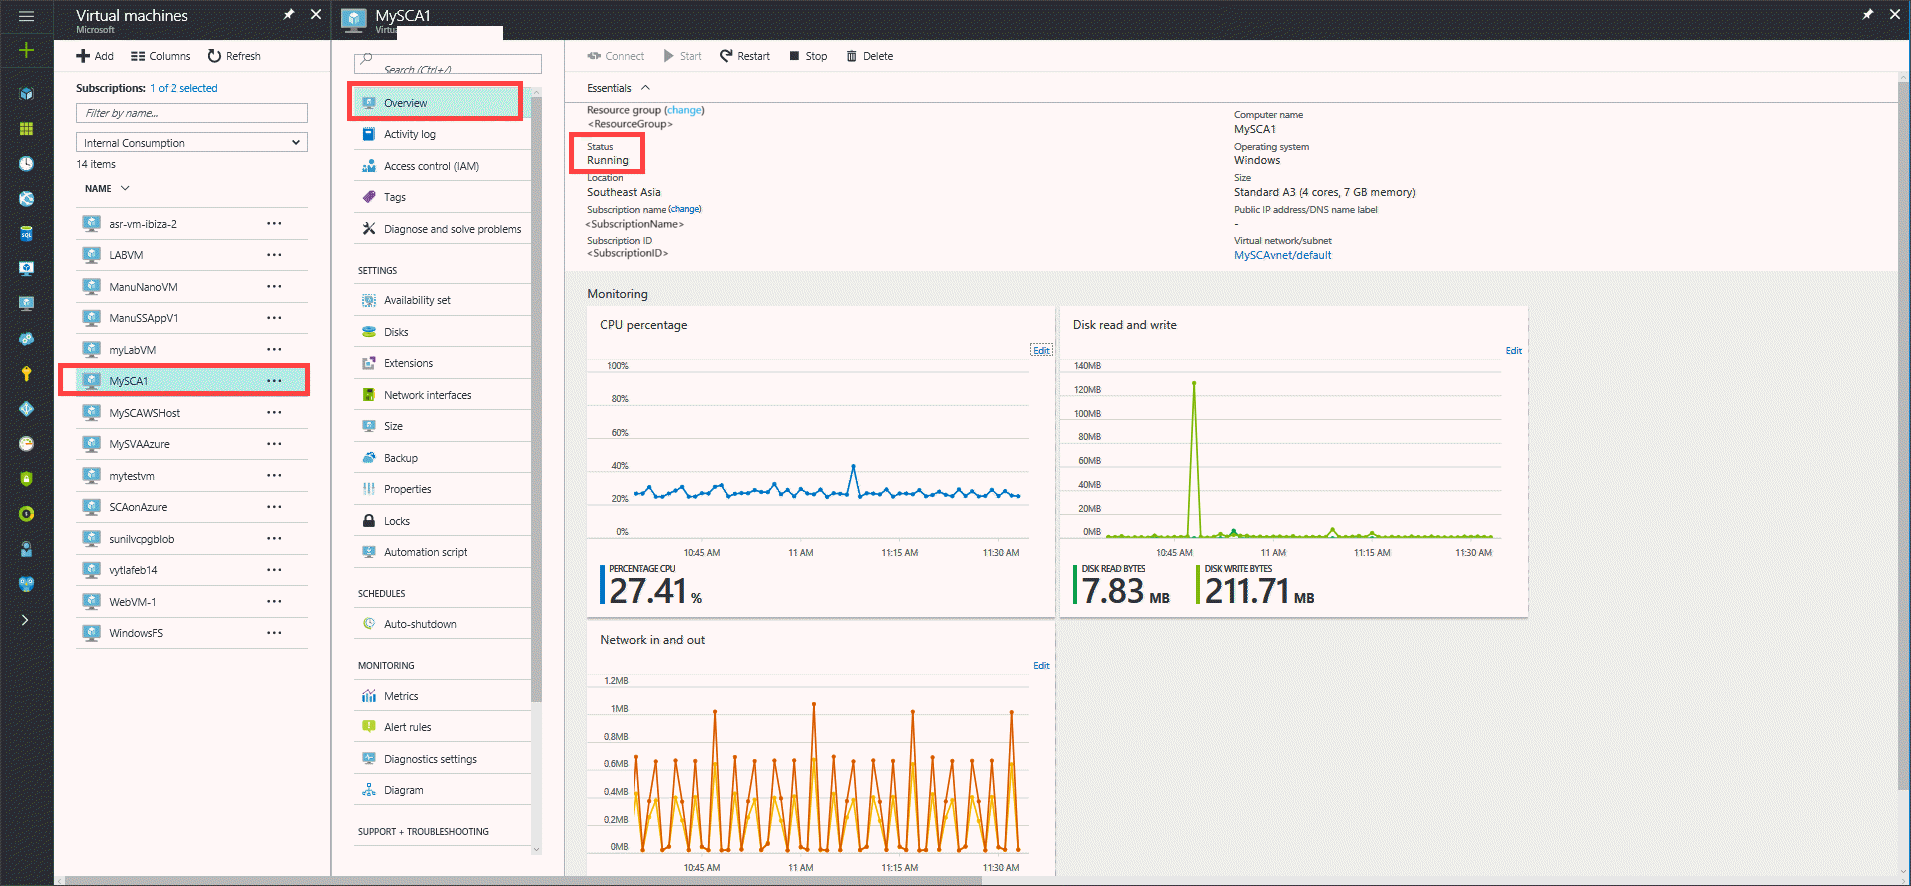 Virtual machines
Microsoft
Add
Columns
Refresh
Subscriptions: 1 of 2 selected
Filter by name...
Internal Consumption
14 items
NAME
asr-vm-ibiza-2
LABVM
ManuNanoVM
ManuSSAppV1
myLabVM
MySCA1
MySCAWSHost
MySVAAzure
mytestvm
SCAonAzure
sunilvcpgblob
vytlafeb14
WebVM-1
WindowsFS
MySCA1
Search (Ctrl+/)
Overview
Activity log
Access control (IAM)
Tags
Diagnose and solve problems
SETTINGS
Availability set
Disks
Extensions
Network interfaces
Size
Backup
Properties
Locks
Automation script
SCHEDULES
Auto-shutdown
MONITORING
Metrics
Alert rules
Diagnostics settings
Diagram
SUPPORT + TROUBLESHOOTING
Connect
Start
Restart
Stop
Delete
Essentials
Resource group (change)
<ResourceGroup>
Status
Running
Location
Southeast Asia
Subscription name (change)
<SubscriptionName>
Subscription ID
<SubscriptionID>
Computer name
MySCA1
Operating system
Windows
Size
Standard A3 (4 cores, 7 GB memory)
Public IP address/DNS name label
-
Virtual network/subnet
MySCAvnet/default
Monitoring
CPU percentage
Edit
100%
80%
60%
40%
20%
0%
10:45 AM
11 AM
11:15 AM
11:30 AM
PERCENTAGE CPU
27.41 %
Disk read and write
Edit
140MB
120MB
100MB
80MB
60MB
40MB
20MB
0MB
10:45 AM
11 AM
11:15 AM
11:30 AM
DISK READ BYTES
7.83 MB
DISK WRITE BYTES
211.71 MB
Network in and out
Edit
1.2MB
1MB
0.8MB
0.6MB
0.4MB
0.2MB
0MB
10:45 AM
11 AM
11:15 AM
11:30 AM